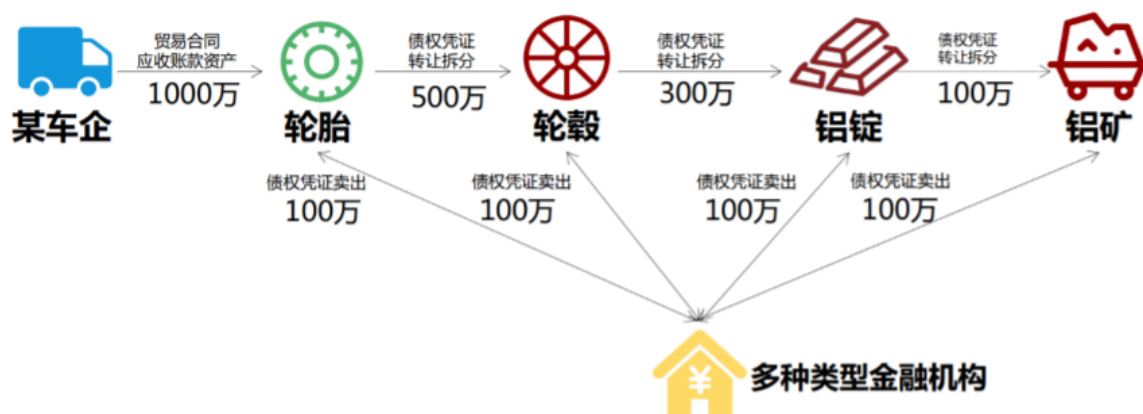 贸易合同
应收账款资产
1000万
债权凭证
转让拆分
500万
债权凭证
转让拆分
300万
债权凭证
转让拆分
100万
某车企
轮胎
轮毂
铝锭
铝矿
债权凭证卖出
100万
债权凭证卖出
100万
债权凭证卖出
100万
债权凭证卖出
100万
¥
多种类型金融机构